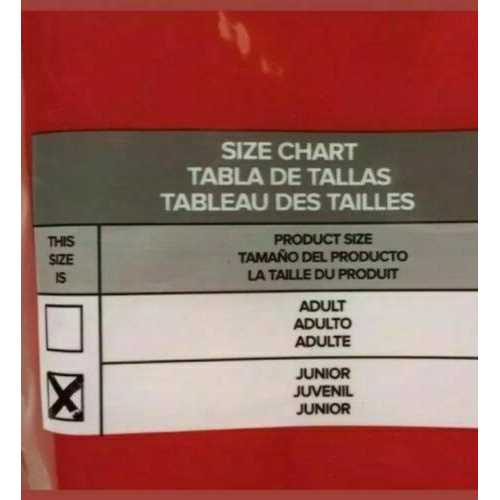 SIZE CHART
TABLA DE TALLAS
TABLEAU DES TAILLES
THIS
SIZE
IS
PRODUCT SIZE
TAMAÑO DEL PRODUCTO
LA TAILLE DU PRODUIT
ADULT
ADULTO
ADULTE
X
JUNIOR
JUVENIL
JUNIOR